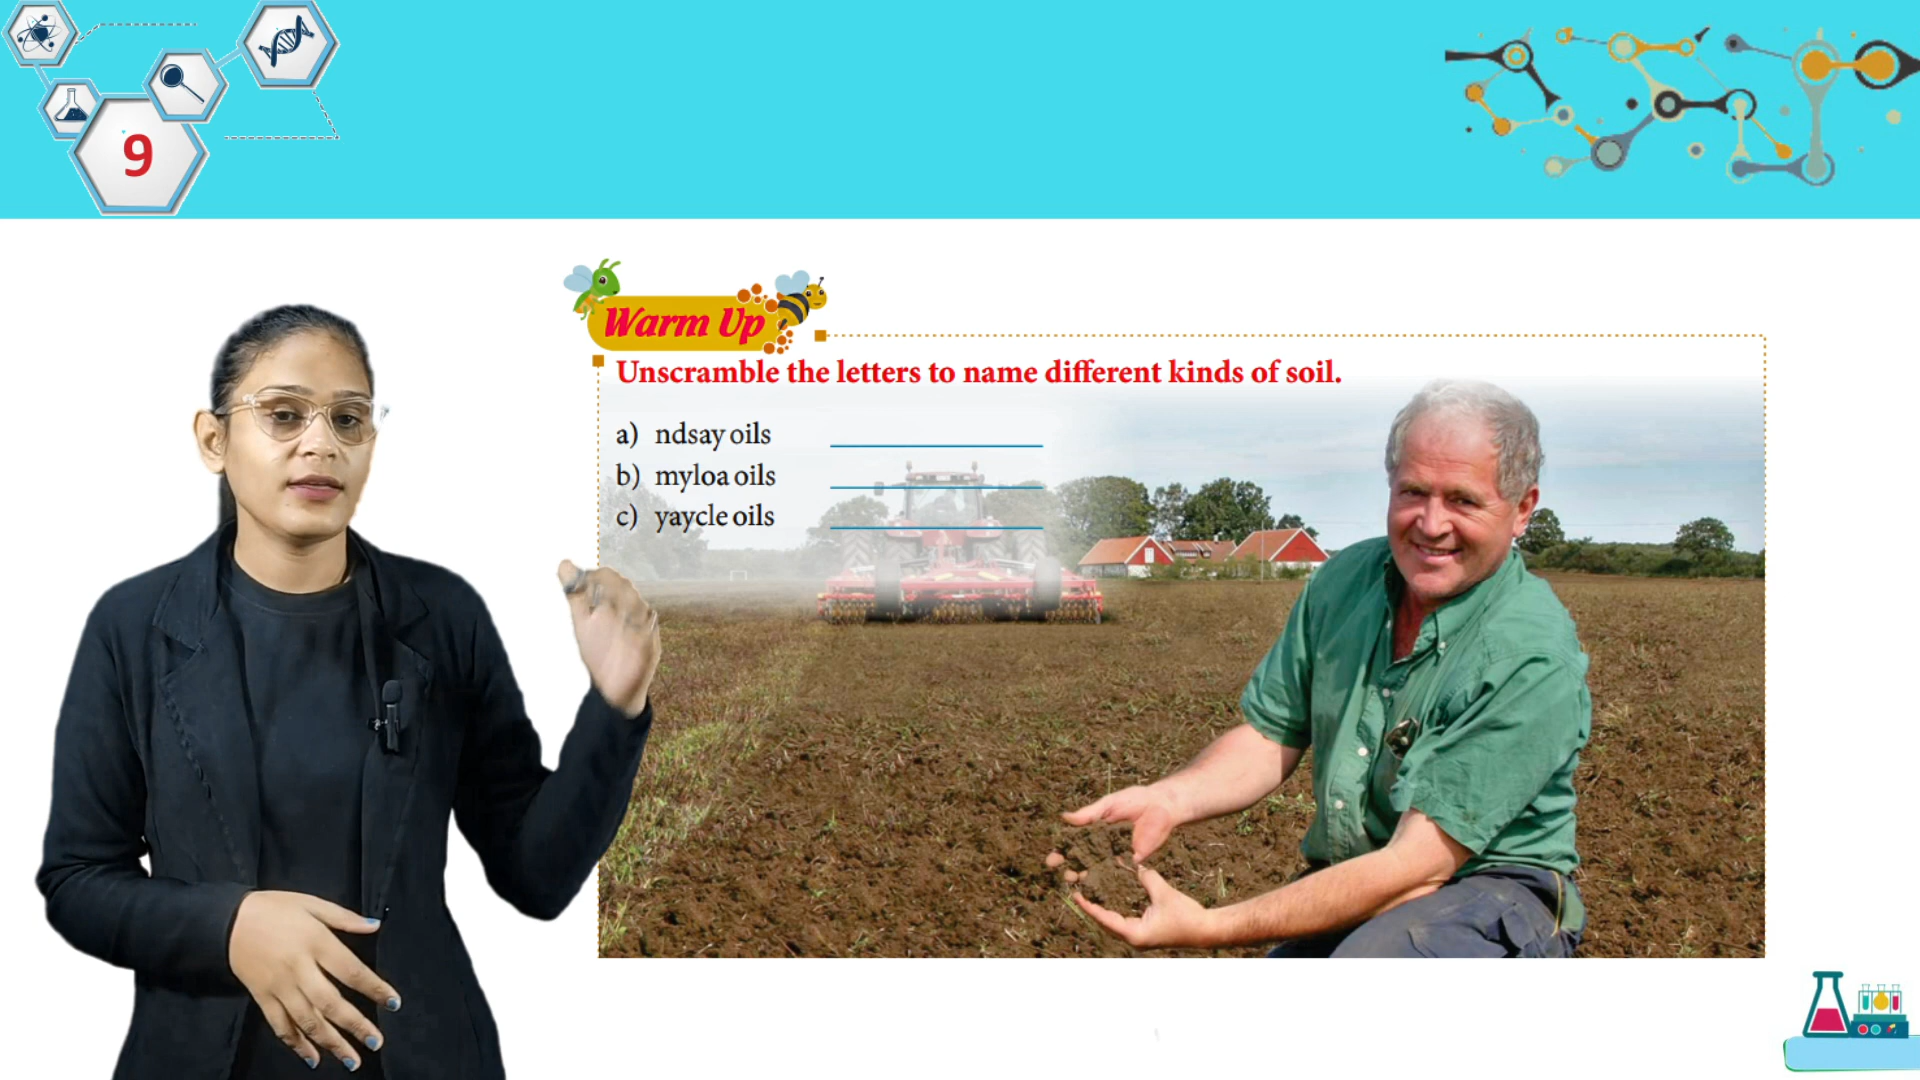 9
Warm Up
Unscramble the letters to name different kinds of soil.
a) ndsay oils
b) myloa oils
c) yaycle oils